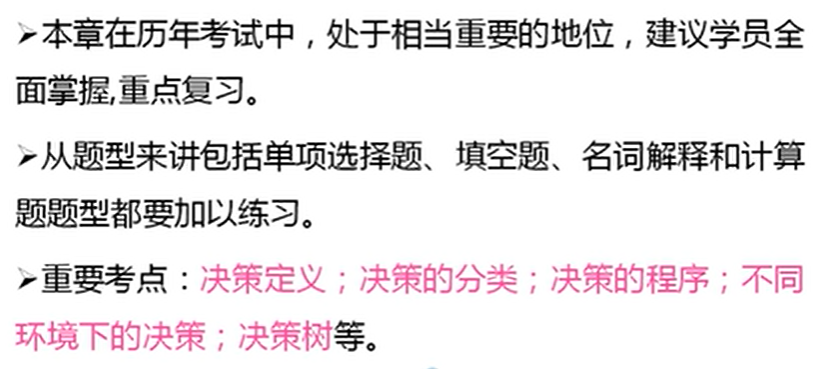 ➢本章在历年考试中，处于相当重要的地位，建议学员全
面掌握,重点复习。
➢从题型来讲包括单项选择题、填空题、名词解释和计算
题题型都要加以练习。
➢重要考点：决策定义；决策的分类；决策的程序；不同
环境下的决策；决策树等。